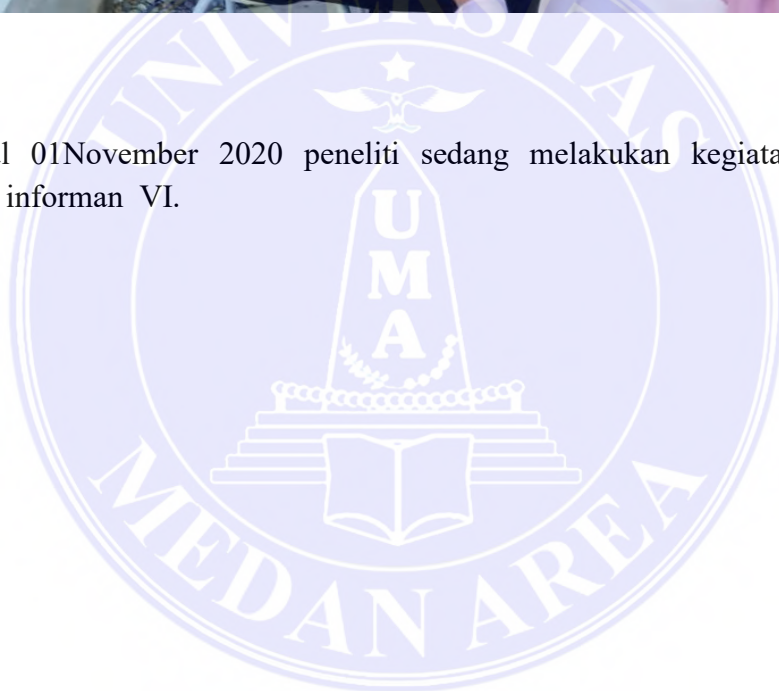 l 01November 2020 peneliti sedang melakukan kegiata
informan VI.
UNIVERSITAS
UMA
MEDAN AREA